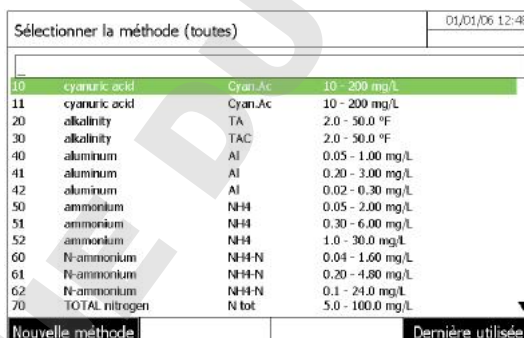 Sélectionner la méthode (toutes) 01/01/06 12:48
_
10 cyanuric acid Cyan.Ac 10 - 200 mg/L
11 cyanuric acid Cyan.Ac 10 - 200 mg/L
20 alkalinity TA 2.0 - 50.0 °F
30 alkalinity TAC 2.0 - 50.0 °F
40 aluminum Al 0.05 - 1.00 mg/L
41 aluminum Al 0.20 - 3.00 mg/L
42 aluminum Al 0.02 - 0.30 mg/L
50 ammonium NH4 0.05 - 2.00 mg/L
51 ammonium NH4 0.30 - 6.00 mg/L
52 ammonium NH4 1.0 - 30.0 mg/L
60 N-ammonium NH4-N 0.04 - 1.60 mg/L
61 N-ammonium NH4-N 0.20 - 4.80 mg/L
62 N-ammonium NH4-N 0.1 - 24.0 mg/L
70 TOTAL nitrogen N tot 5.0 - 100.0 mg/L
Nouvelle méthode Dernière utilisée